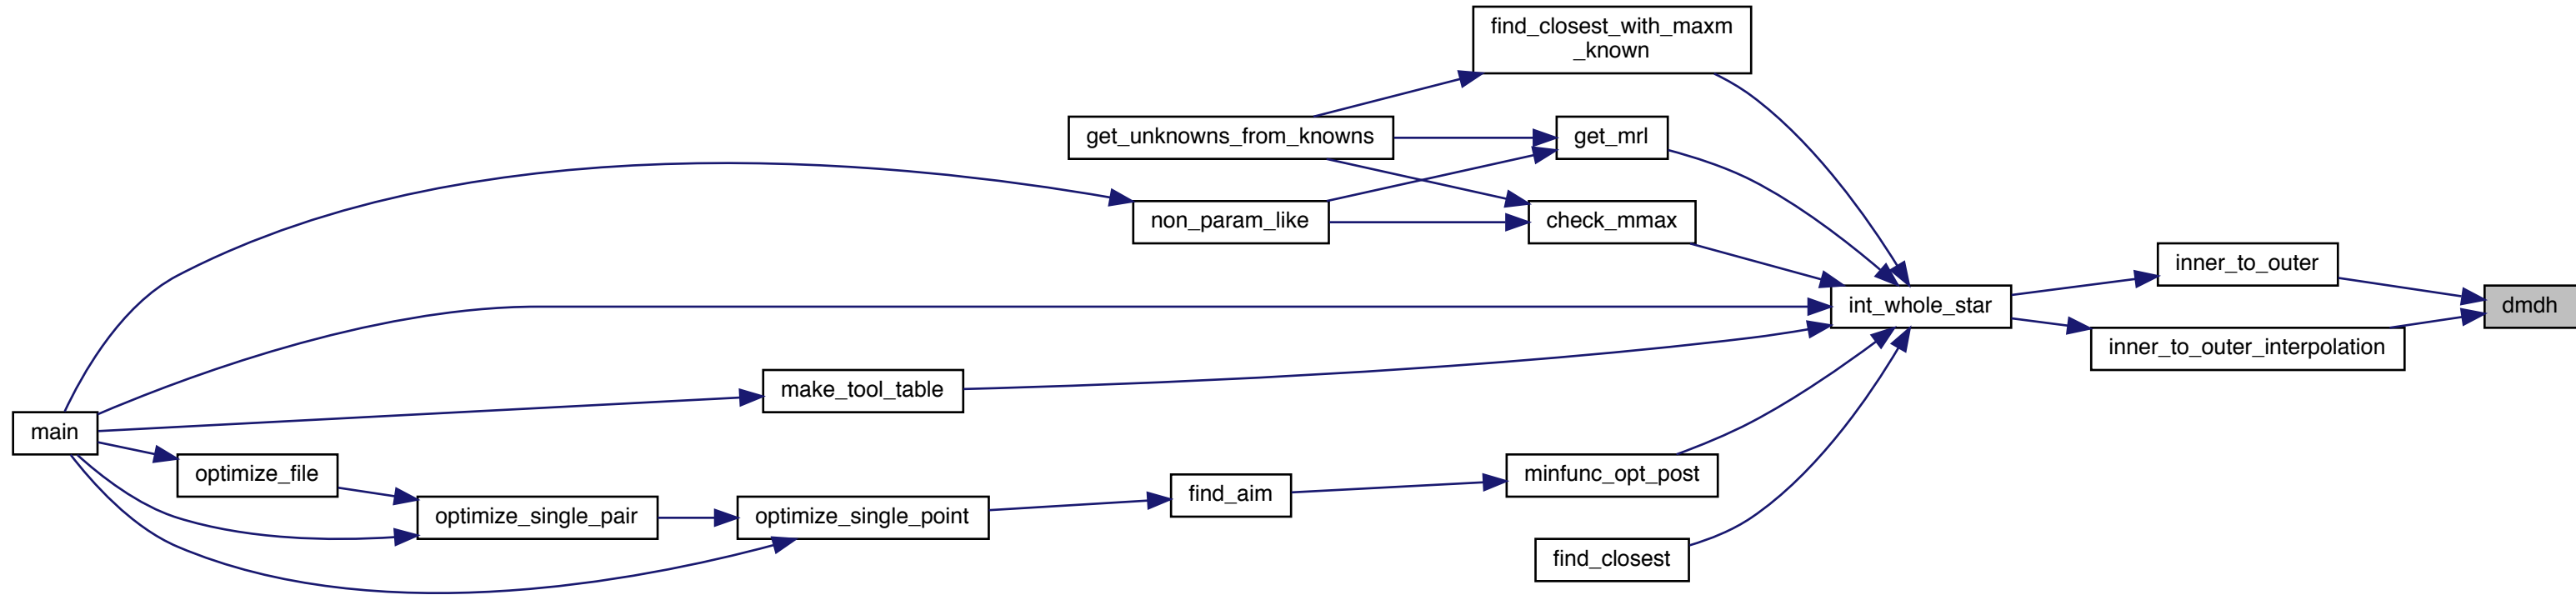 find_closest_with_maxm
_known
get_unknowns_from_knowns
get_mrl
non_param_like
check_mmax
inner_to_outer
int_whole_star
dmdh
inner_to_outer_interpolation
make_tool_table
main
optimize_file
minfunc_opt_post
find_aim
optimize_single_pair
optimize_single_point
find_closest